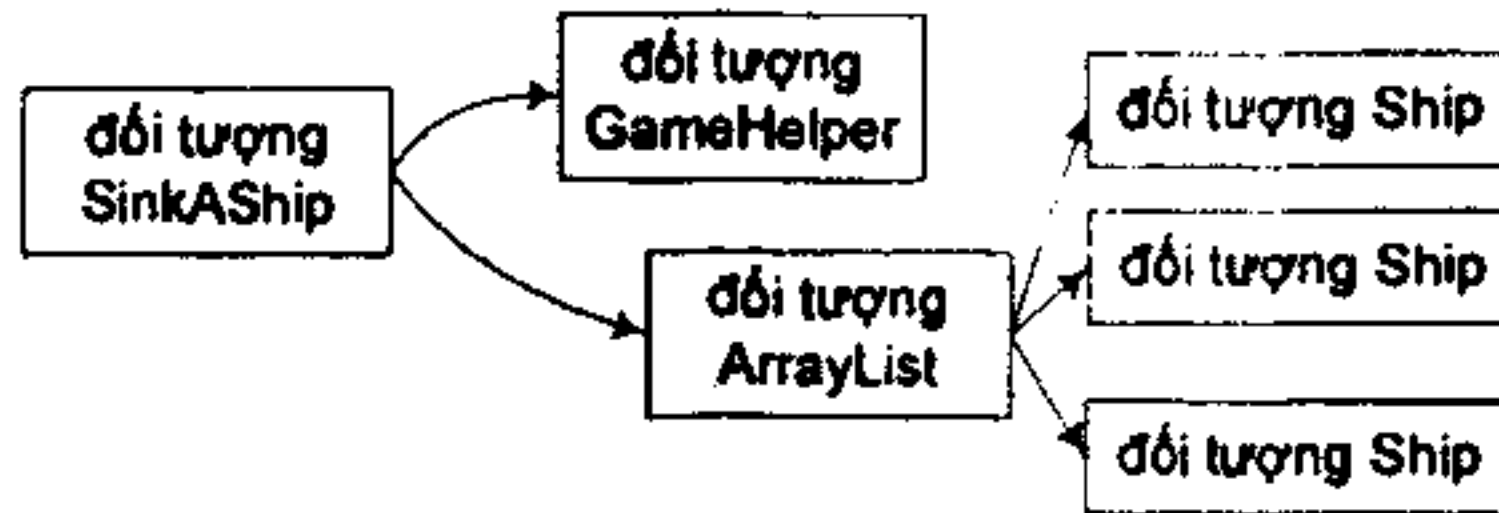 đối tượng
SinkAShip
đối tượng
GameHelper
đối tượng
ArrayList
đối tượng Ship
đối tượng Ship
đối tượng Ship